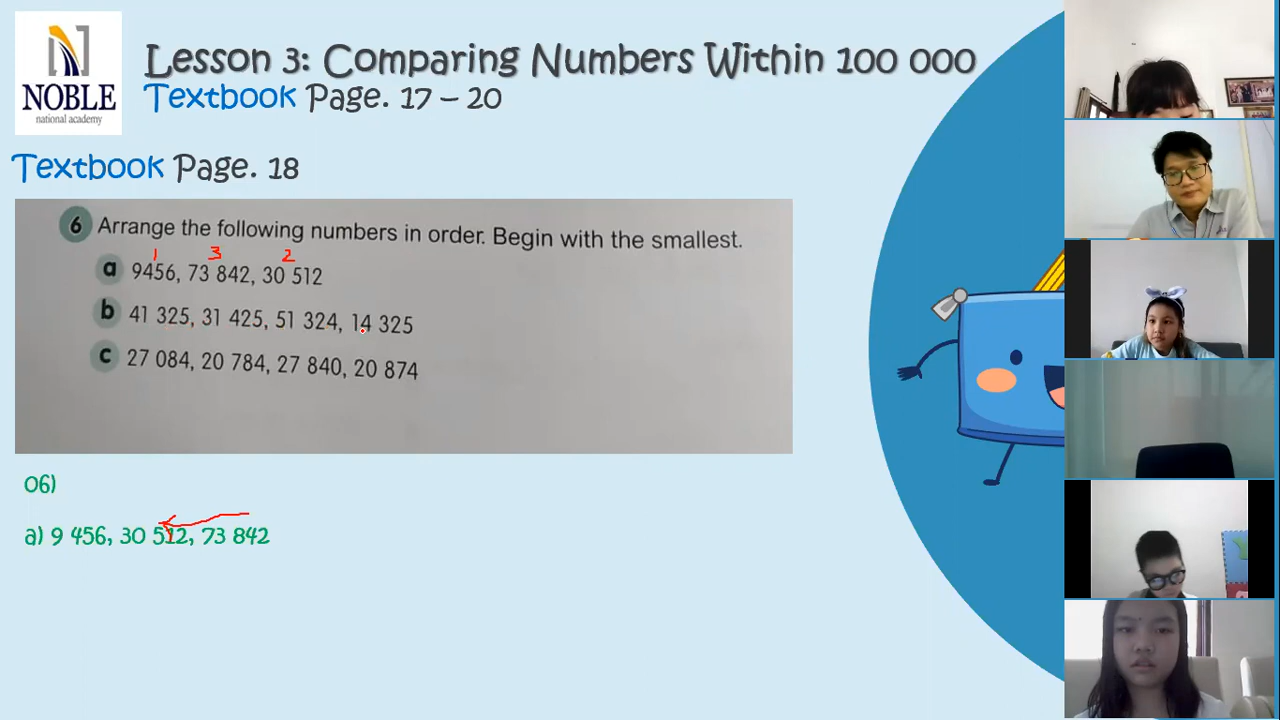 NOBLE
national academy
Lesson 3: Comparing Numbers Within 100 000
Textbook Page. 17 – 20
Textbook Page. 18
6 Arrange the following numbers in order. Begin with the smallest.
1 3 2
a 9456, 73 842, 30 512
b 41 325, 31 425, 51 324, 14 325
c 27 084, 20 784, 27 840, 20 874
06)
a) 9 456, 30 512, 73 842